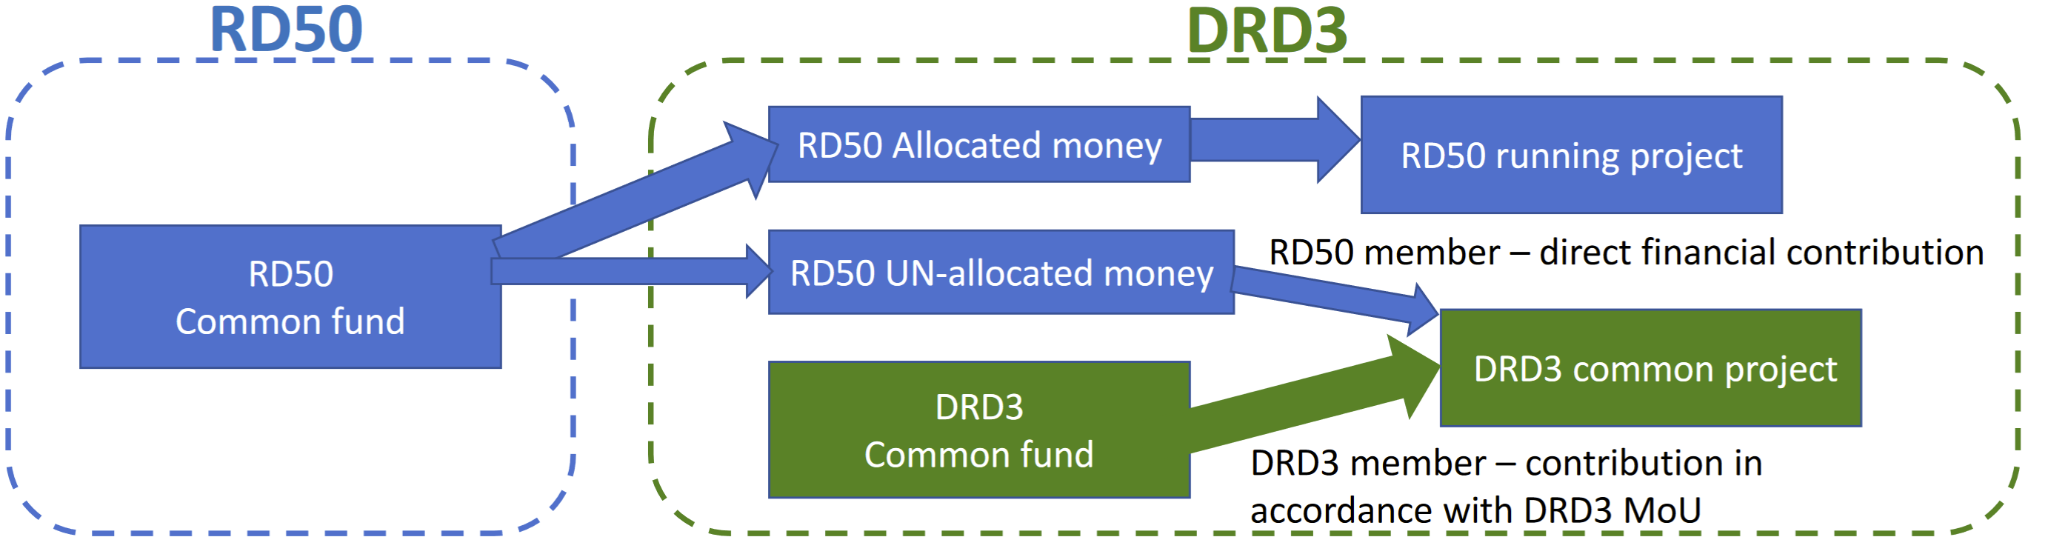 RD50
DRD3
RD50 Allocated money
RD50 running project
RD50
Common fund
RD50 UN-allocated money
RD50 member – direct financial contribution
DRD3 common project
DRD3
Common fund
DRD3 member – contribution in
accordance with DRD3 MoU